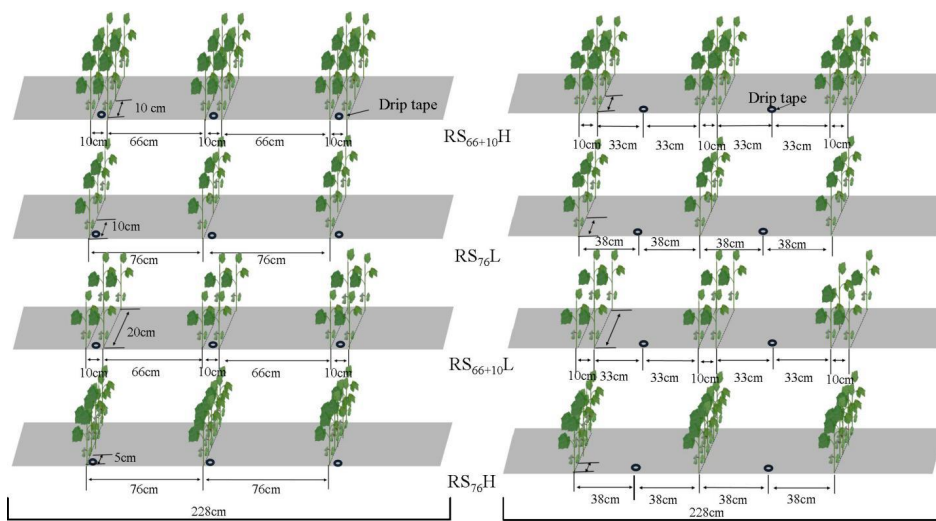 10 cm
Drip tape
10cm 66cm 10cm 66cm 10cm
RS66+10H
Drip tape
10cm 33cm 33cm 10cm 33cm 33cm 10cm
10cm
76cm 76cm
RS76L
38cm 38cm 38cm 38cm
20cm
10cm 66cm 10cm 66cm 10cm
RS66+10L
10cm 33cm 33cm 10cm 33cm 33cm 10cm
5cm
76cm 76cm
RS76H
38cm 38cm 38cm 38cm
228cm
228cm